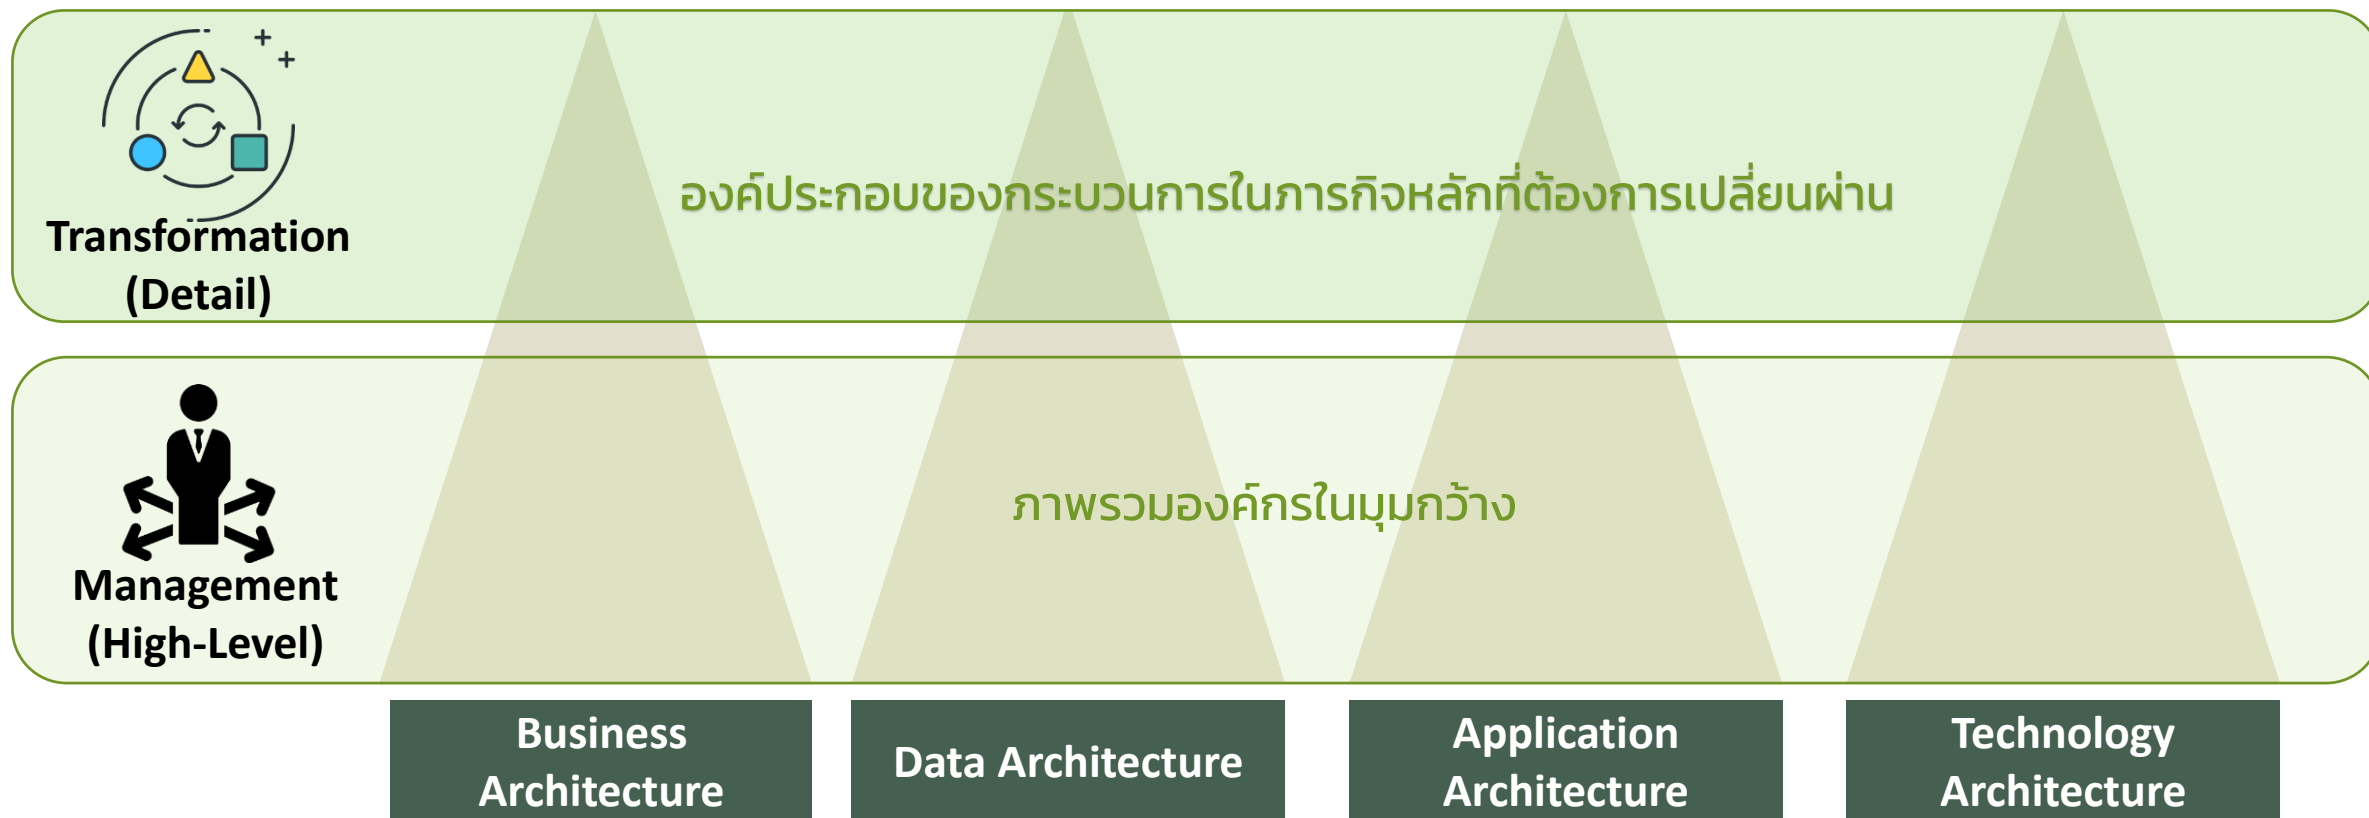 Transformation
(Detail)
องค์ประกอบของกระบวนการในภารกิจหลักที่ต้องการเปลี่ยนผ่าน
Management
(High-Level)
ภาพรวมองค์กรในมุมกว้าง
Business
Architecture
Data Architecture
Application
Architecture
Technology
Architecture